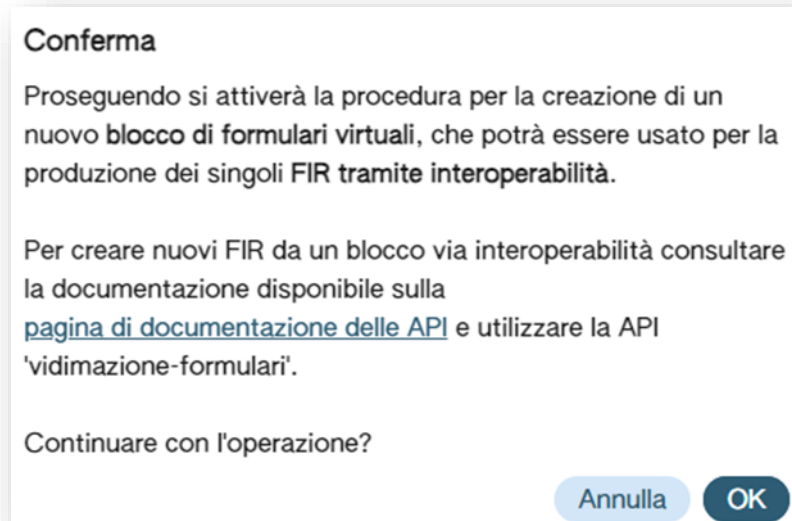 Conferma
Proseguendo si attiverà la procedura per la creazione di un
nuovo blocco di formulari virtuali, che potrà essere usato per la
produzione dei singoli FIR tramite interoperabilità.
Per creare nuovi FIR da un blocco via interoperabilità consultare
la documentazione disponibile sulla
pagina di documentazione delle API e utilizzare la API
'vidimazione-formulari'.
Continuare con l'operazione?
Annulla OK